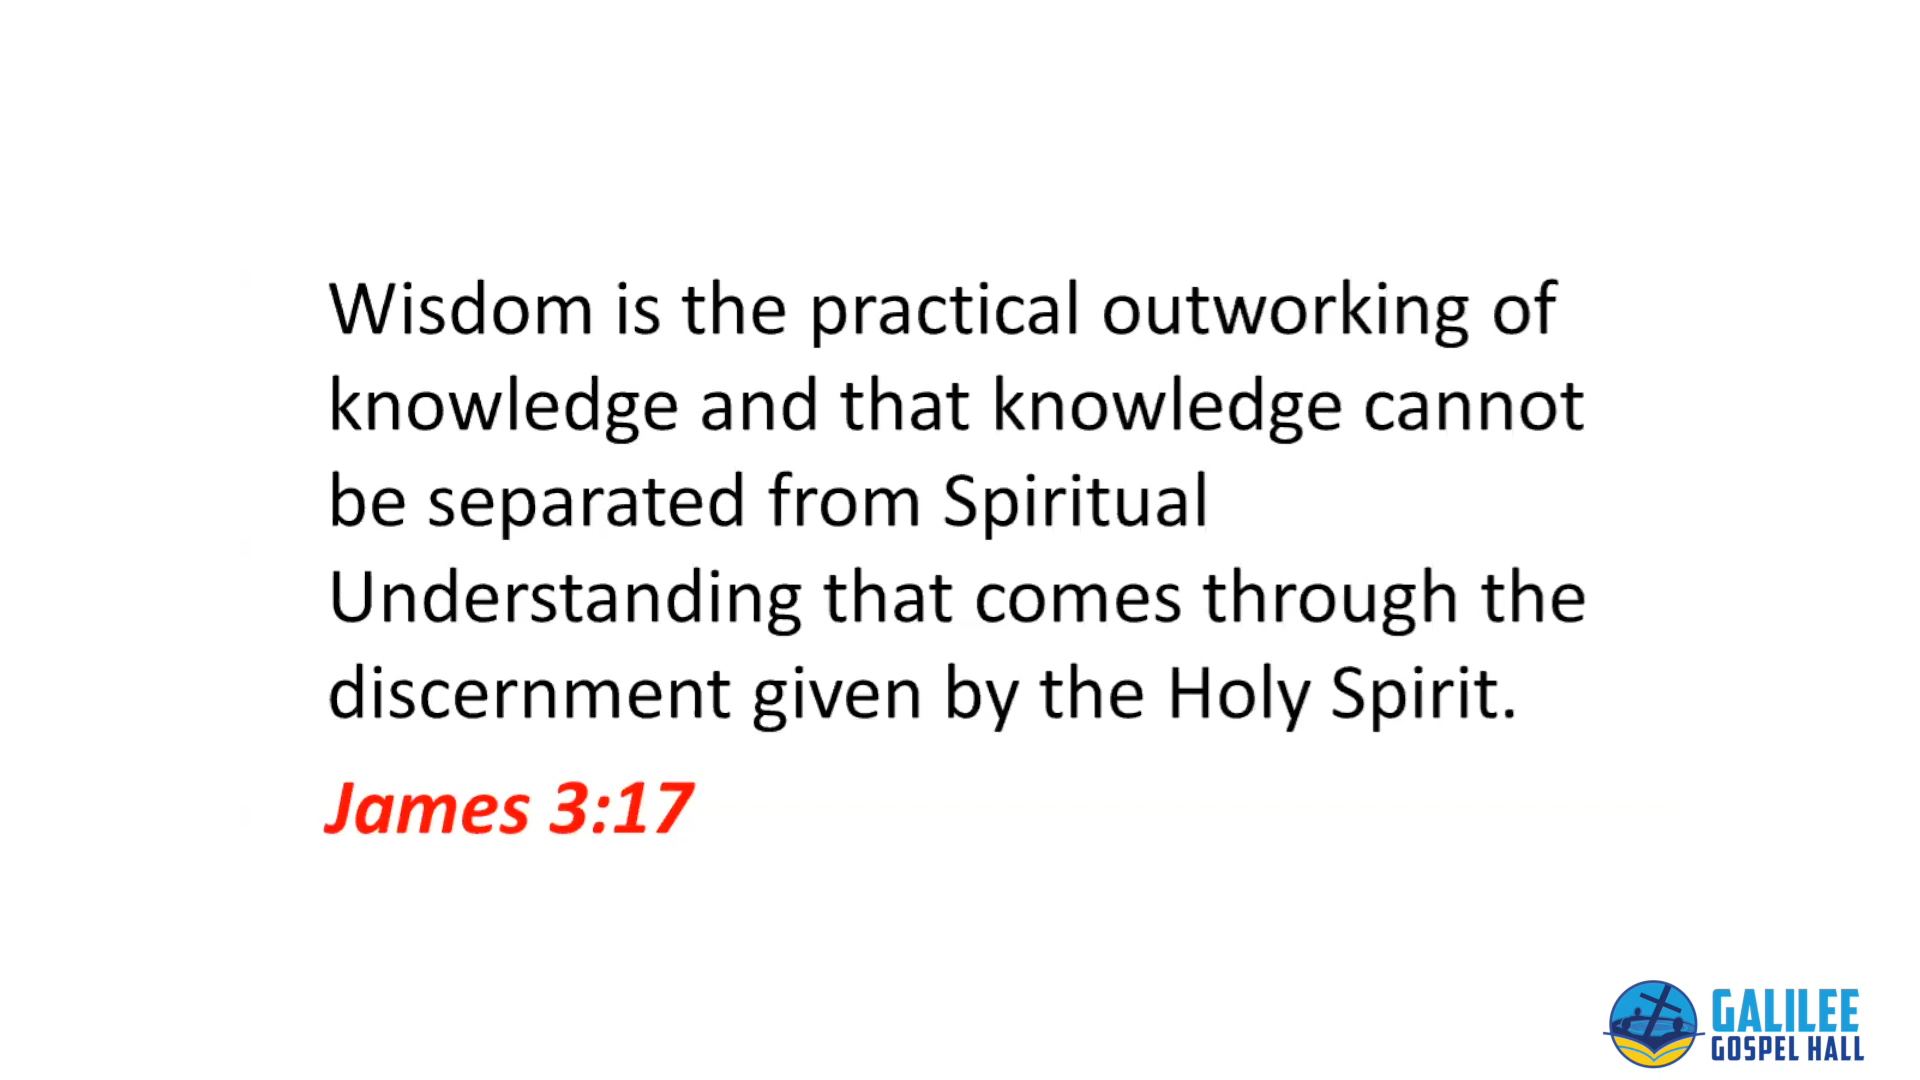 Wisdom is the practical outworking of
knowledge and that knowledge cannot
be separated from Spiritual
Understanding that comes through the
discernment given by the Holy Spirit.
James 3:17
GALILEE
GOSPEL HALL